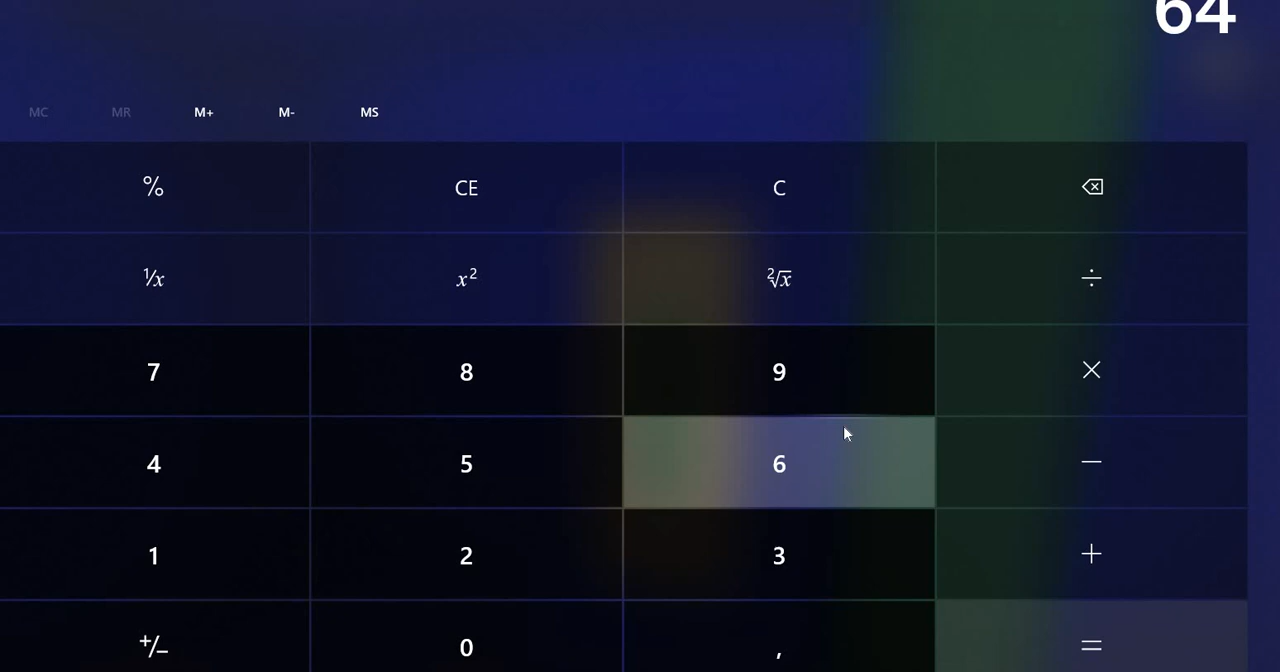 64
MC MR M+ M- MS
% CE C
¹⁄x x² ²√x ÷
7 8 9 ×
4 5 6 −
1 2 3 +
+/− 0 , =